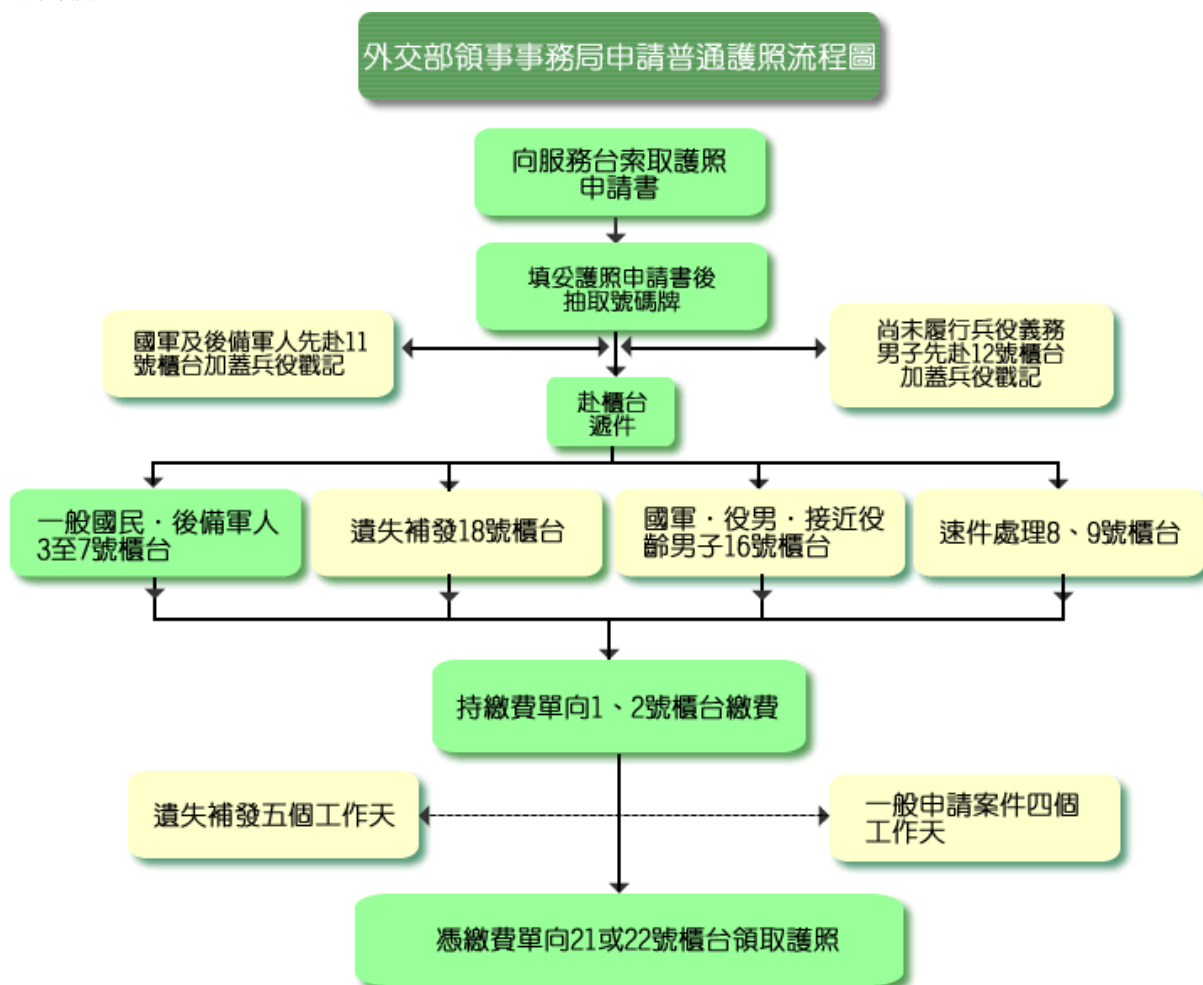 外交部領事事務局申請普通護照流程圖
向服務台索取護照
申請書
填妥護照申請書後
抽取號碼牌
國軍及後備軍人先赴11
號櫃台加蓋兵役戳記
尚未履行兵役義務
男子先赴12號櫃台
加蓋兵役戳記
赴櫃台
遞件
一般國民．後備軍人
3至7號櫃台
遺失補發18號櫃台
國軍．役男．接近役
齡男子16號櫃台
速件處理8、9號櫃台
持繳費單向1、2號櫃台繳費
遺失補發五個工作天
一般申請案件四個
工作天
憑繳費單向21或22號櫃台領取護照